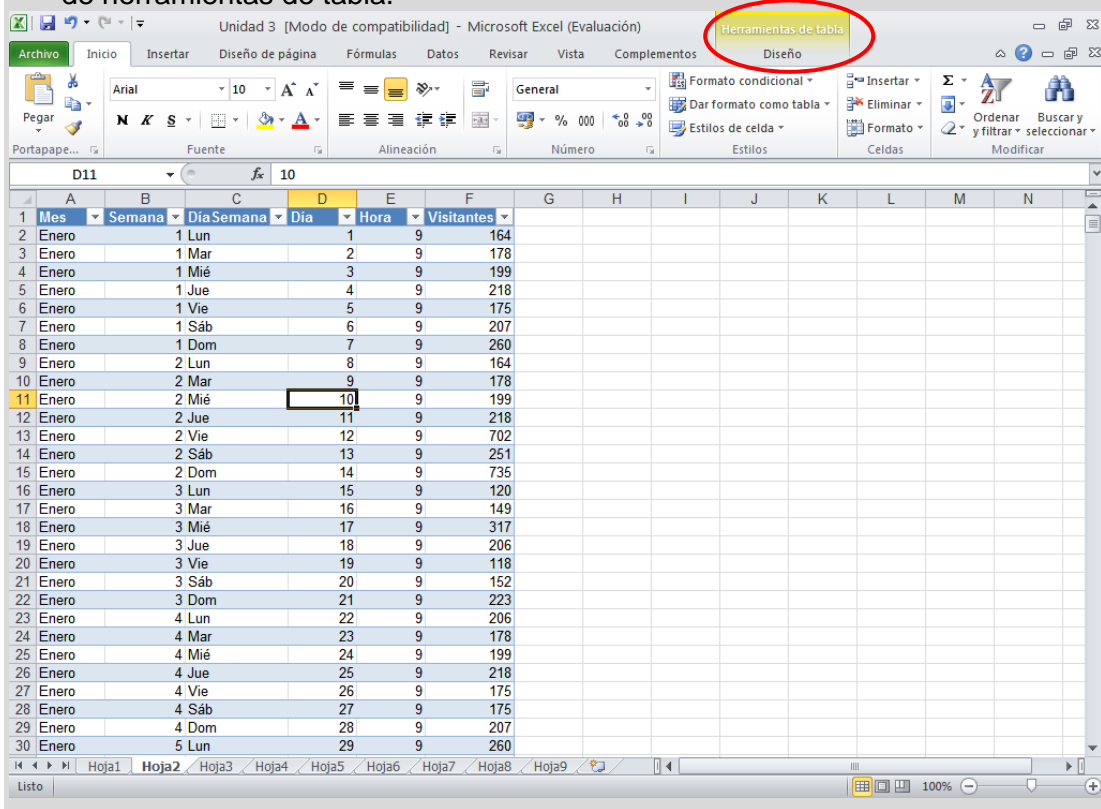 de herramientas de tabla.
Unidad 3 [Modo de compatibilidad] - Microsoft Excel (Evaluación)
Herramientas de tabla
Archivo Inicio Insertar Diseño de página Fórmulas Datos Revisar Vista Complementos Diseño
Arial 10 General Formato condicional Insertar
Pegar N K S % 000 Dar formato como tabla Eliminar Ordenar y filtrar Buscar y seleccionar
Estilos de celda Formato
Portapape... Fuente Alineación Número Estilos Celdas Modificar
D11 fx 10
A B C D E F G H I J K L M N
1 Mes Semana DíaSemana Día Hora Visitantes
2 Enero 1 Lun 1 9 164
3 Enero 1 Mar 2 9 178
4 Enero 1 Mié 3 9 199
5 Enero 1 Jue 4 9 218
6 Enero 1 Vie 5 9 175
7 Enero 1 Sáb 6 9 207
8 Enero 1 Dom 7 9 260
9 Enero 2 Lun 8 9 164
10 Enero 2 Mar 9 9 178
11 Enero 2 Mié 10 9 199
12 Enero 2 Jue 11 9 218
13 Enero 2 Vie 12 9 702
14 Enero 2 Sáb 13 9 251
15 Enero 2 Dom 14 9 735
16 Enero 3 Lun 15 9 120
17 Enero 3 Mar 16 9 149
18 Enero 3 Mié 17 9 317
19 Enero 3 Jue 18 9 206
20 Enero 3 Vie 19 9 118
21 Enero 3 Sáb 20 9 152
22 Enero 3 Dom 21 9 223
23 Enero 4 Lun 22 9 206
24 Enero 4 Mar 23 9 178
25 Enero 4 Mié 24 9 199
26 Enero 4 Jue 25 9 218
27 Enero 4 Vie 26 9 175
28 Enero 4 Sáb 27 9 175
29 Enero 4 Dom 28 9 207
30 Enero 5 Lun 29 9 260
Hoja1 Hoja2 Hoja3 Hoja4 Hoja5 Hoja6 Hoja7 Hoja8 Hoja9
Listo 100%